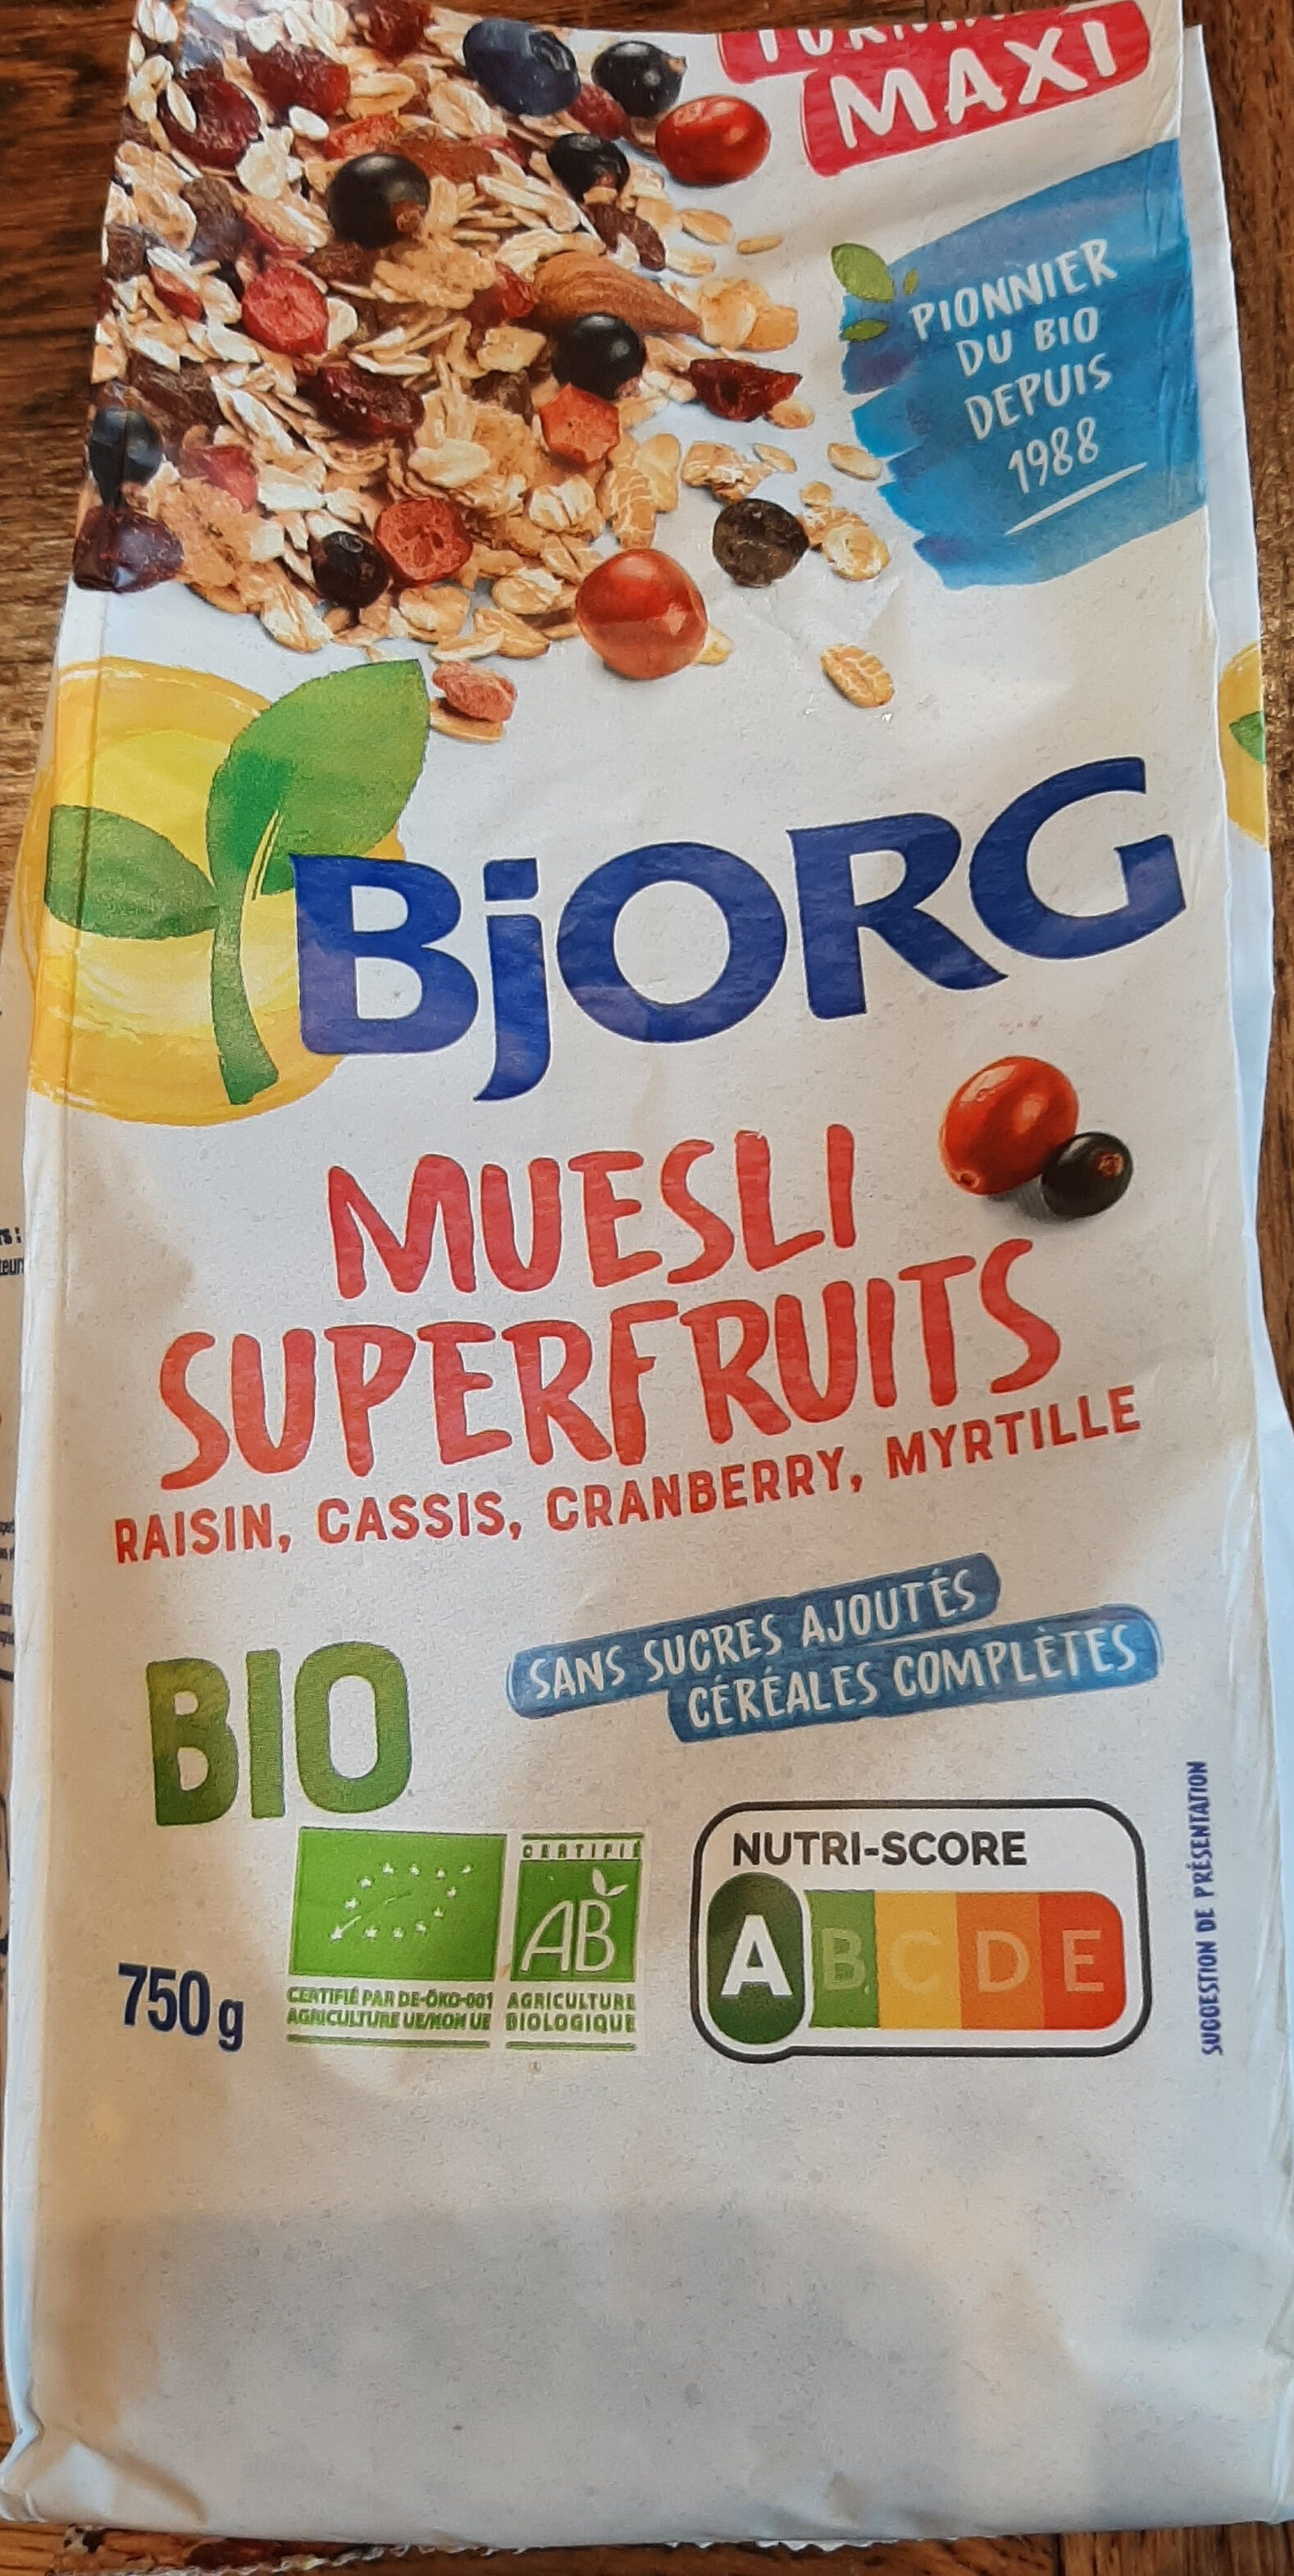 MAXI
PIONNIER
DU BIO
DEPUIS
1988
BjORG
MUESLI
SUPERFRUITS
RAISIN, CASSIS, CRANBERRY, MYRTILLE
SANS SUCRES AJOUTÉS
CÉRÉALES COMPLÈTES
BIO
CERTIFIÉ
AB
CERTIFIÉ PAR DE-ÖKO-001
AGRICULTURE UE/NON UE
AGRICULTURE
BIOLOGIQUE
750 g
NUTRI-SCORE
A B C D E
SUGGESTION DE PRÉSENTATION